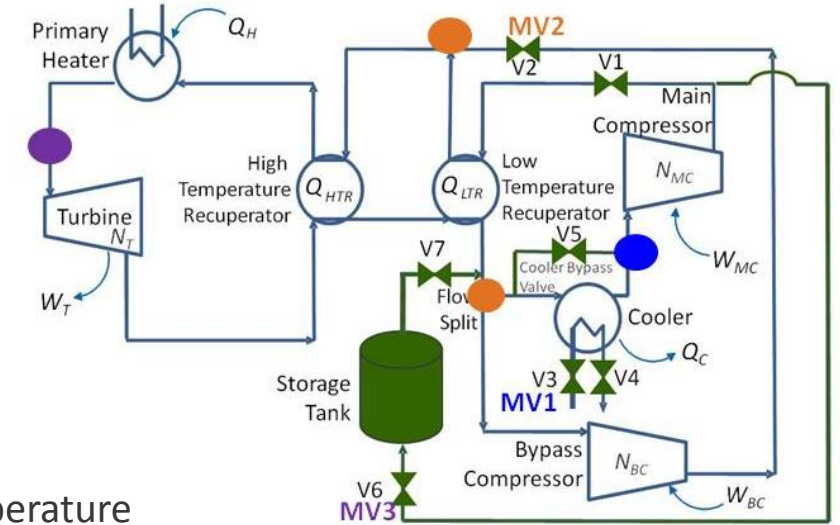 Primary
Heater
Q_H
MV2
V2
V1
Main
Compressor
N_MC
W_MC
High
Temperature
Recuperator
Q_HTR
Q_LTR
Low
Temperature
Recuperator
Turbine
N_T
W_T
V7
V5
Cooler Bypass
Valve
Flow
Split
Cooler
Q_C
V3
V4
MV1
Storage
Tank
Bypass
Compressor
N_BC
W_BC
V6
MV3
perature